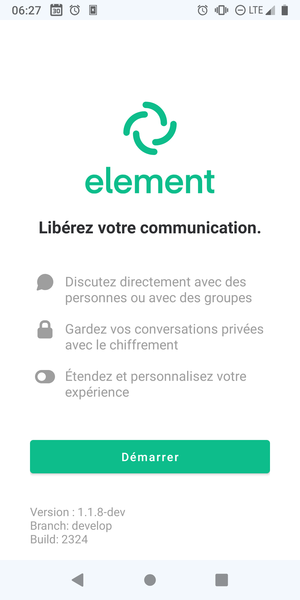 06:27
30
LTE
element
Libérez votre communication.
Discutez directement avec des
personnes ou avec des groupes
Gardez vos conversations privées
avec le chiffrement
Étendez et personnalisez votre
expérience
Démarrer
Version : 1.1.8-dev
Branch: develop
Build: 2324